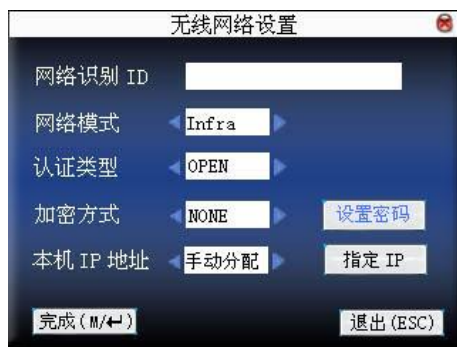 无线网络设置
网络识别 ID
网络模式 Infra
认证类型 OPEN
加密方式 NONE 设置密码
本机 IP 地址 手动分配 指定 IP
完成(M/↵) 退出(ESC)